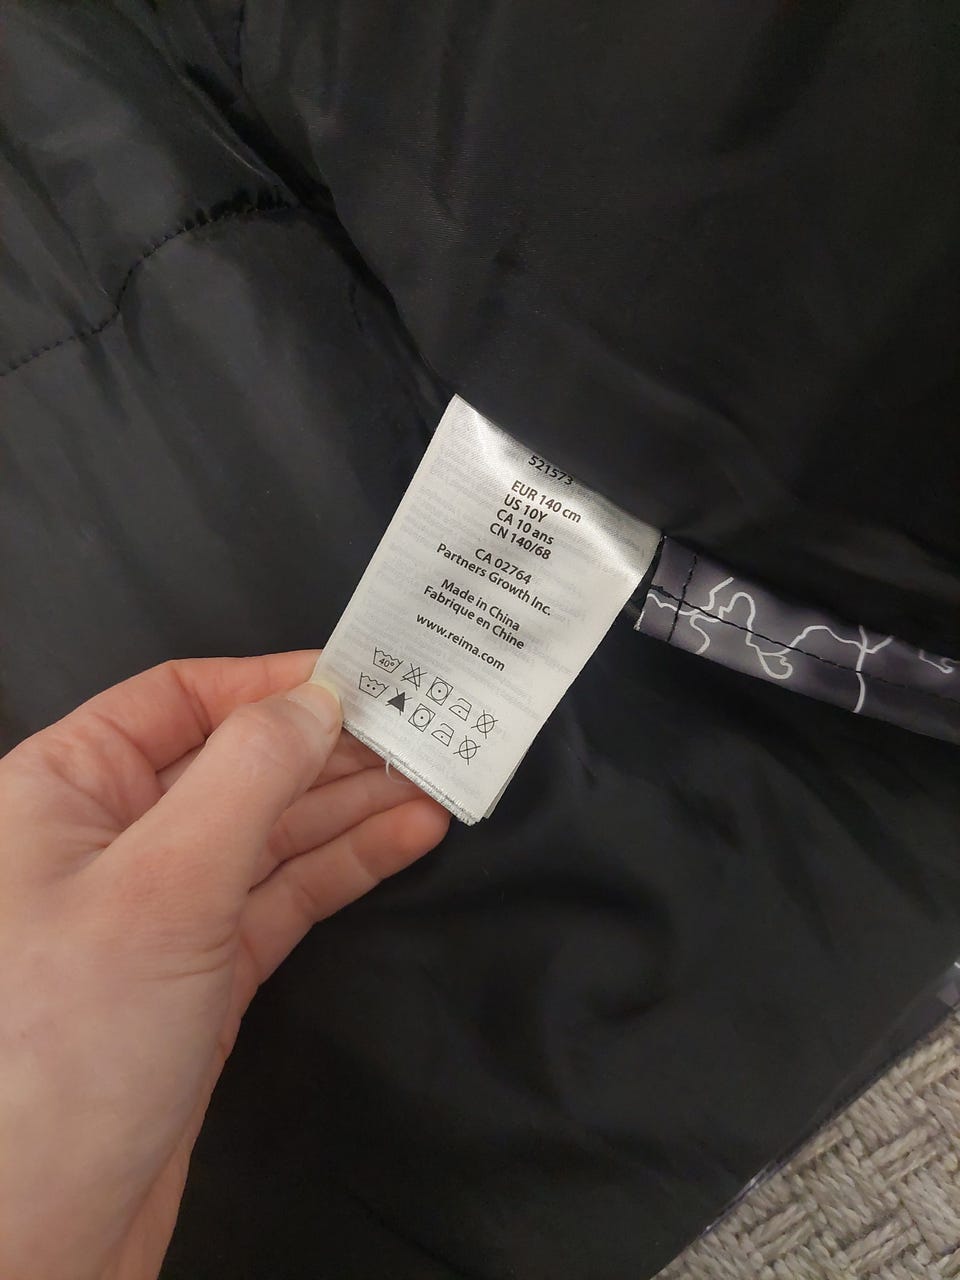 521573
EUR 140 cm
US 10Y
CA 10 ans
CN 140/68
CA 02764
Partners Growth Inc.
Made in China
Fabrique en Chine
www.reima.com
40°